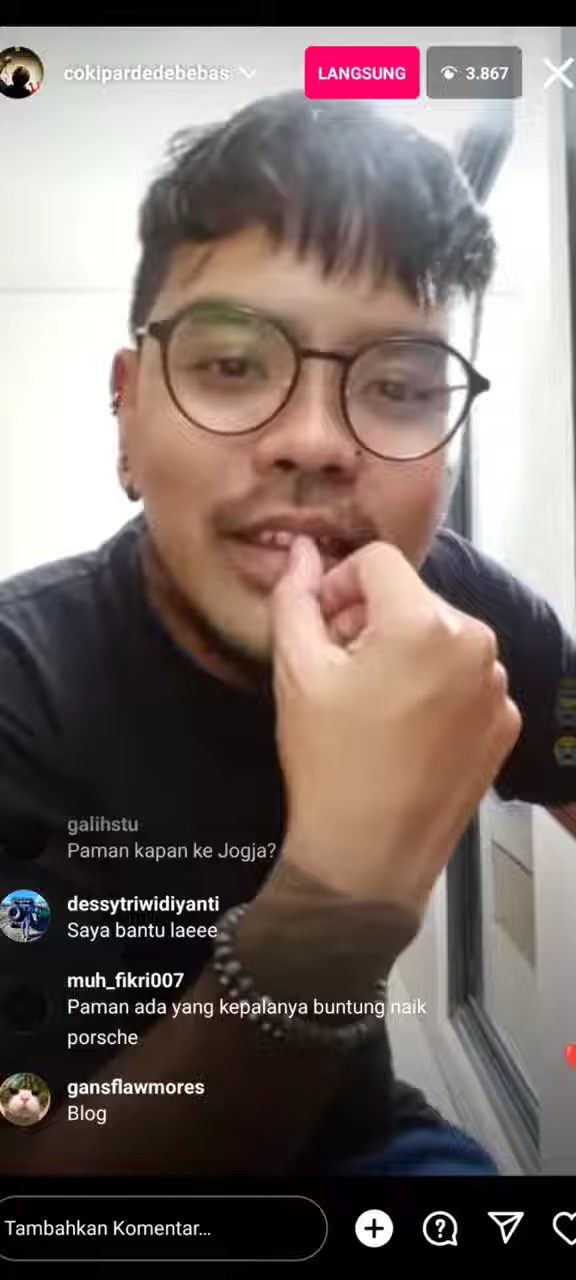 cokipardedebebas
LANGSUNG
3.867
galihstu
Paman kapan ke Jogja?
dessytriwidiyanti
Saya bantu laeee
muh_fikri007
Paman ada yang kepalanya buntung naik
porsche
gansflawmores
Blog
Tambahkan Komentar...